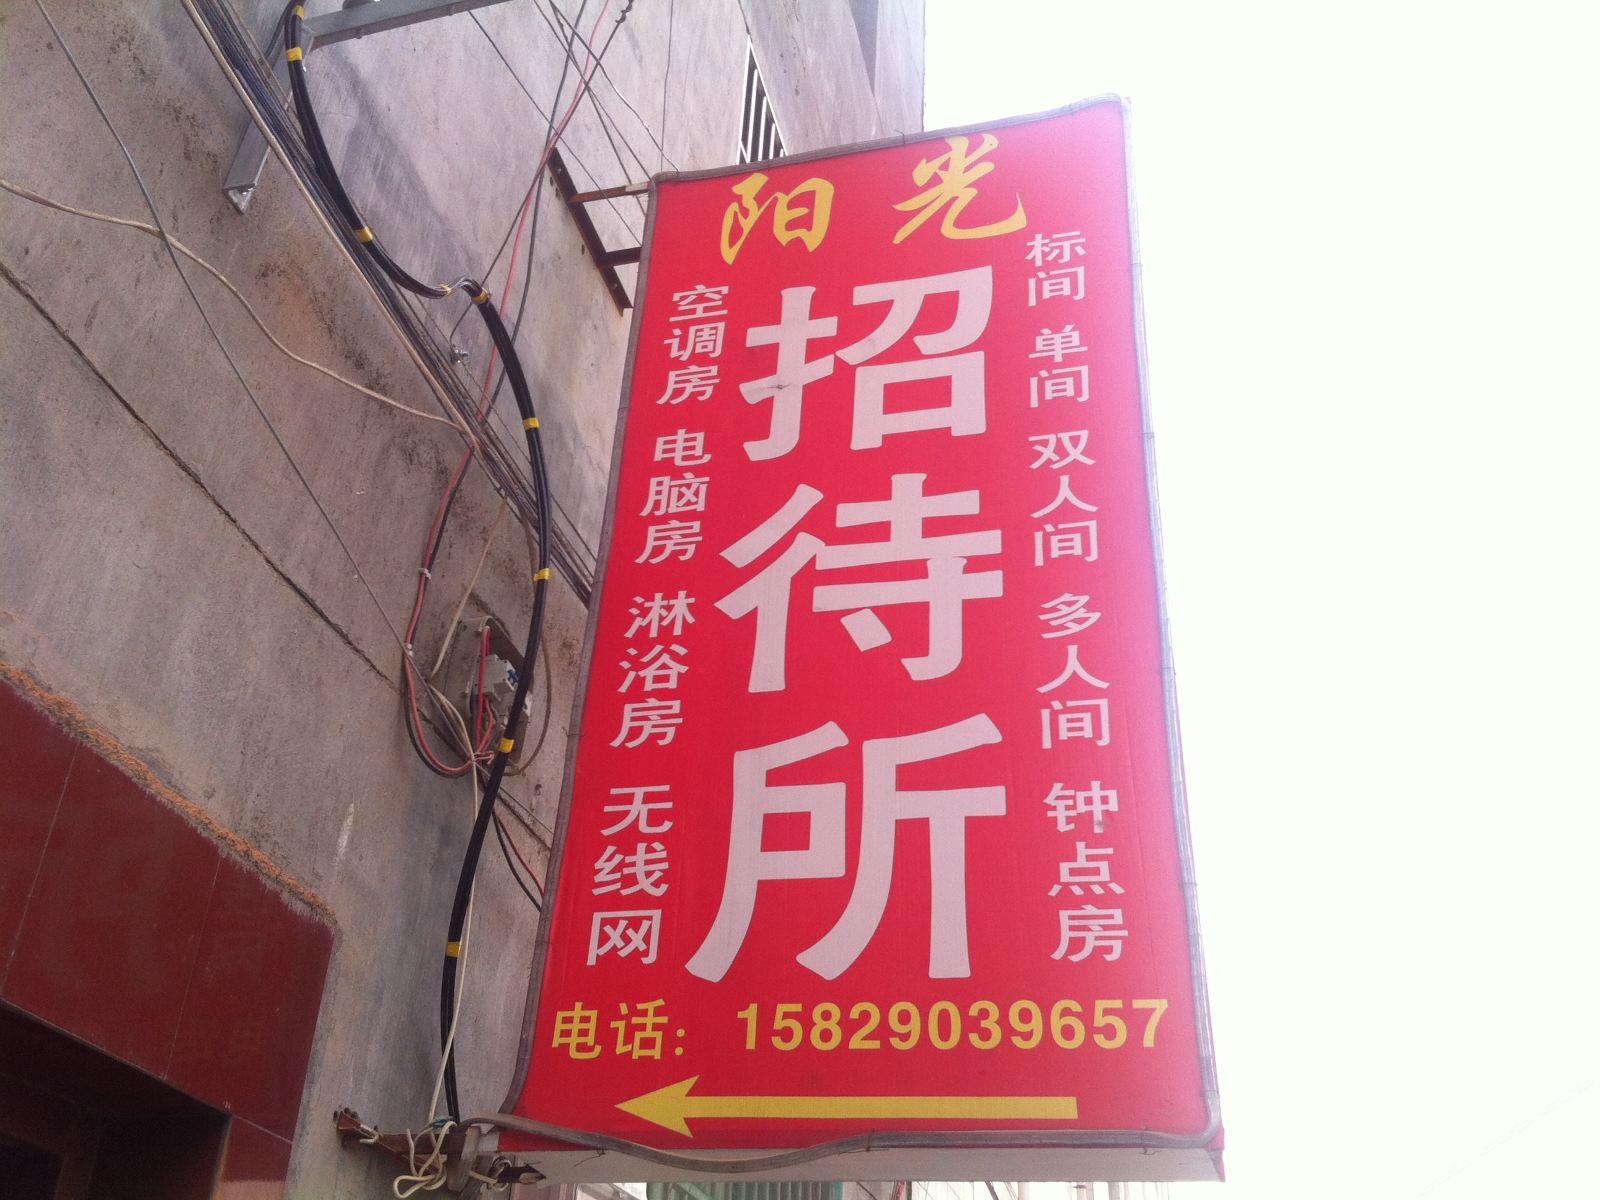 阳光
招待所
空调房 电脑房 淋浴房 无线网
标间 单间 双人间 多人间 钟点房
电话：15829039657